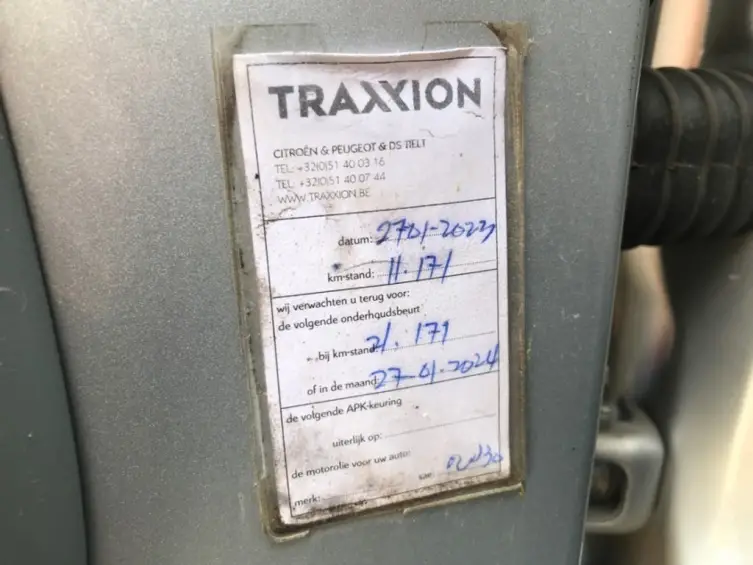 TRAXXION
CITROËN & PEUGEOT & DS TIELT
TEL: +32(0)51 40 03 16
TEL: +32(0)51 40 07 44
WWW.TRAXXION.BE
datum: 27 01-2023
km-stand: 11.171
wij verwachten u terug voor:
de volgende onderhoudsbeurt
bij km-stand: 21.171
of in de maand: 27-01-2024
de volgende APK-keuring
uiterlijk op:
de motorolie voor uw auto:
merk: sae: 0W30